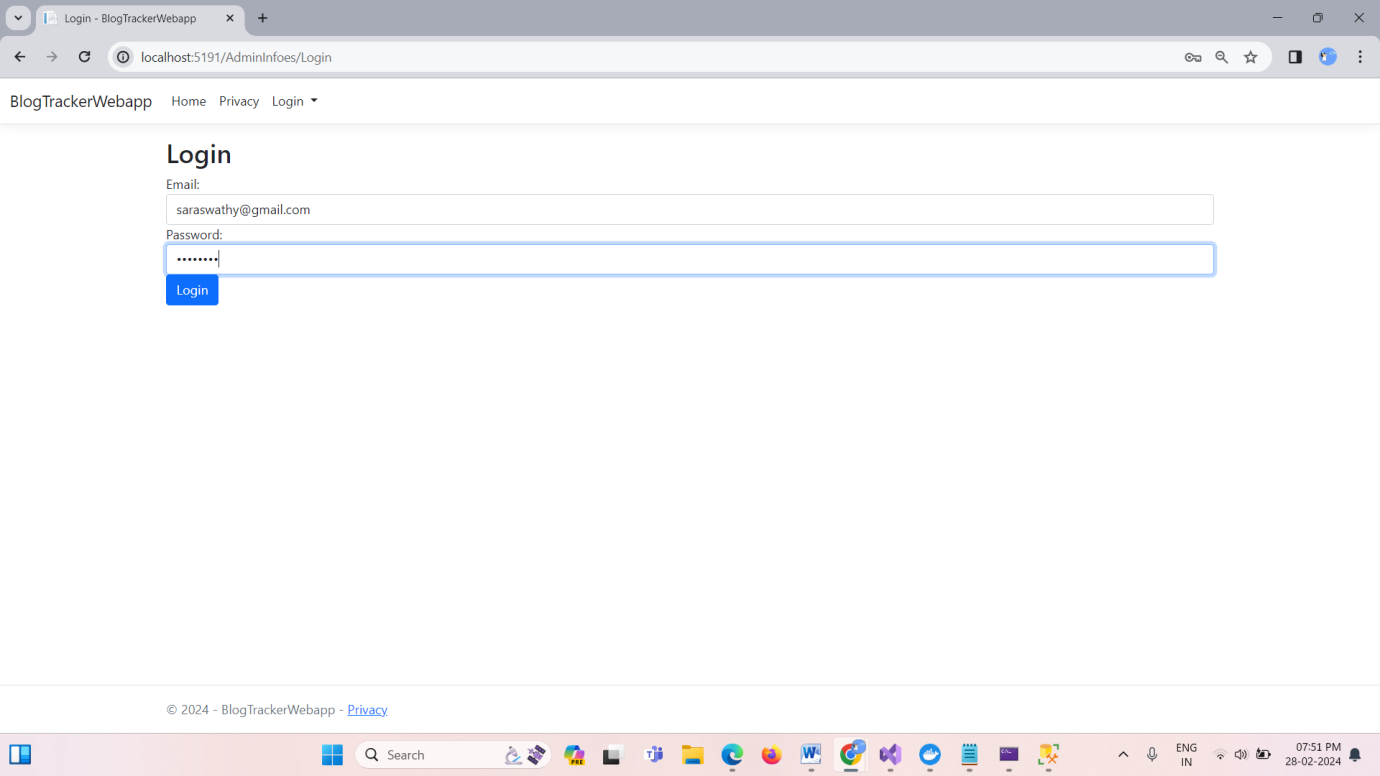 Login - BlogTrackerWebapp
localhost:5191/AdminInfoes/Login
BlogTrackerWebapp Home Privacy Login
Login
Email:
saraswathy@gmail.com
Password:
••••••••
Login
© 2024 - BlogTrackerWebapp - Privacy
Search
PRE
ENG
IN
07:51 PM
28-02-2024